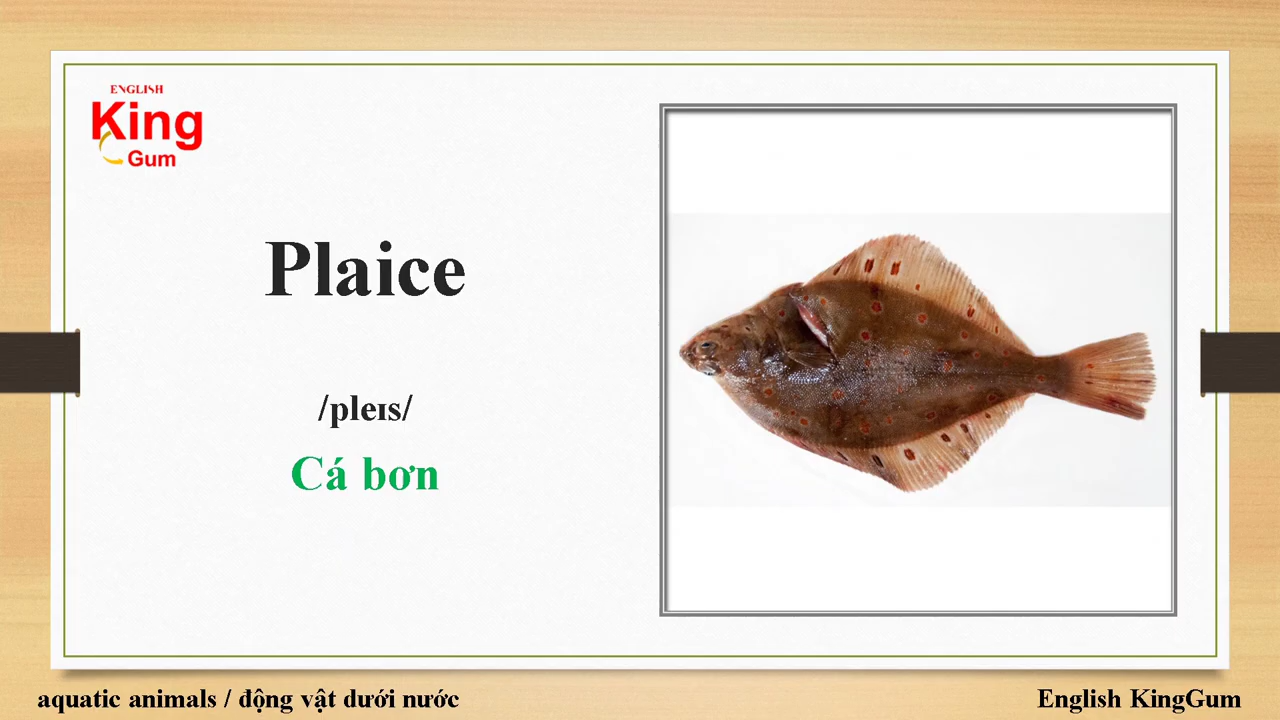 ENGLISH
King
Gum
Plaice
/pleɪs/
Cá bơn
aquatic animals / động vật dưới nước
English KingGum